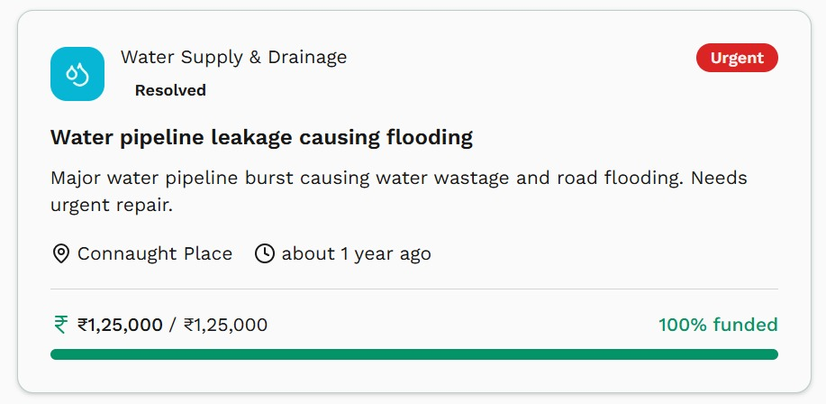 Water Supply & Drainage
Urgent
Resolved
Water pipeline leakage causing flooding
Major water pipeline burst causing water wastage and road flooding. Needs
urgent repair.
Connaught Place about 1 year ago
₹ ₹1,25,000 / ₹1,25,000 100% funded